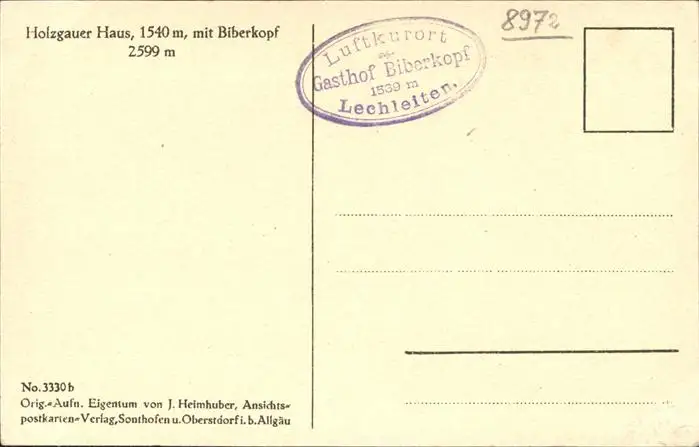 Holzgauer Haus, 1540 m, mit Biberkopf
2599 m
8972
Luftkurort
Gasthof Biberkopf
1539 m
Lechleiten.
No. 3330 b
Orig.=Aufn. Eigentum von J. Heimhuber, Ansichts=
postkarten=Verlag, Sonthofen u. Oberstdorf i. b. Allgäu